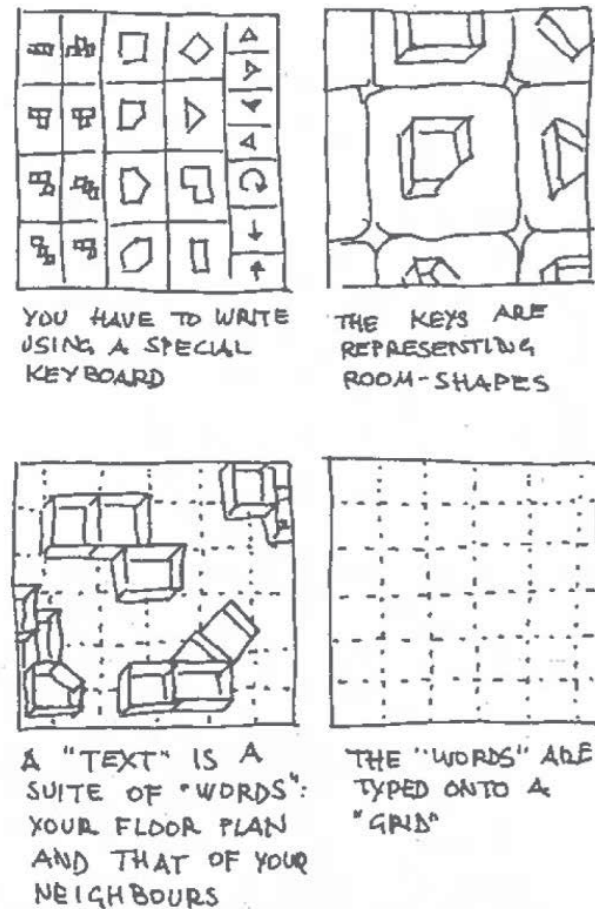 YOU HAVE TO WRITE
USING A SPECIAL
KEYBOARD
THE KEYS ARE
REPRESENTING
ROOM-SHAPES
A "TEXT" IS A
SUITE OF "WORDS":
YOUR FLOOR PLAN
AND THAT OF YOUR
NEIGHBOURS
THE "WORDS" ARE
TYPED ONTO A
"GRID"